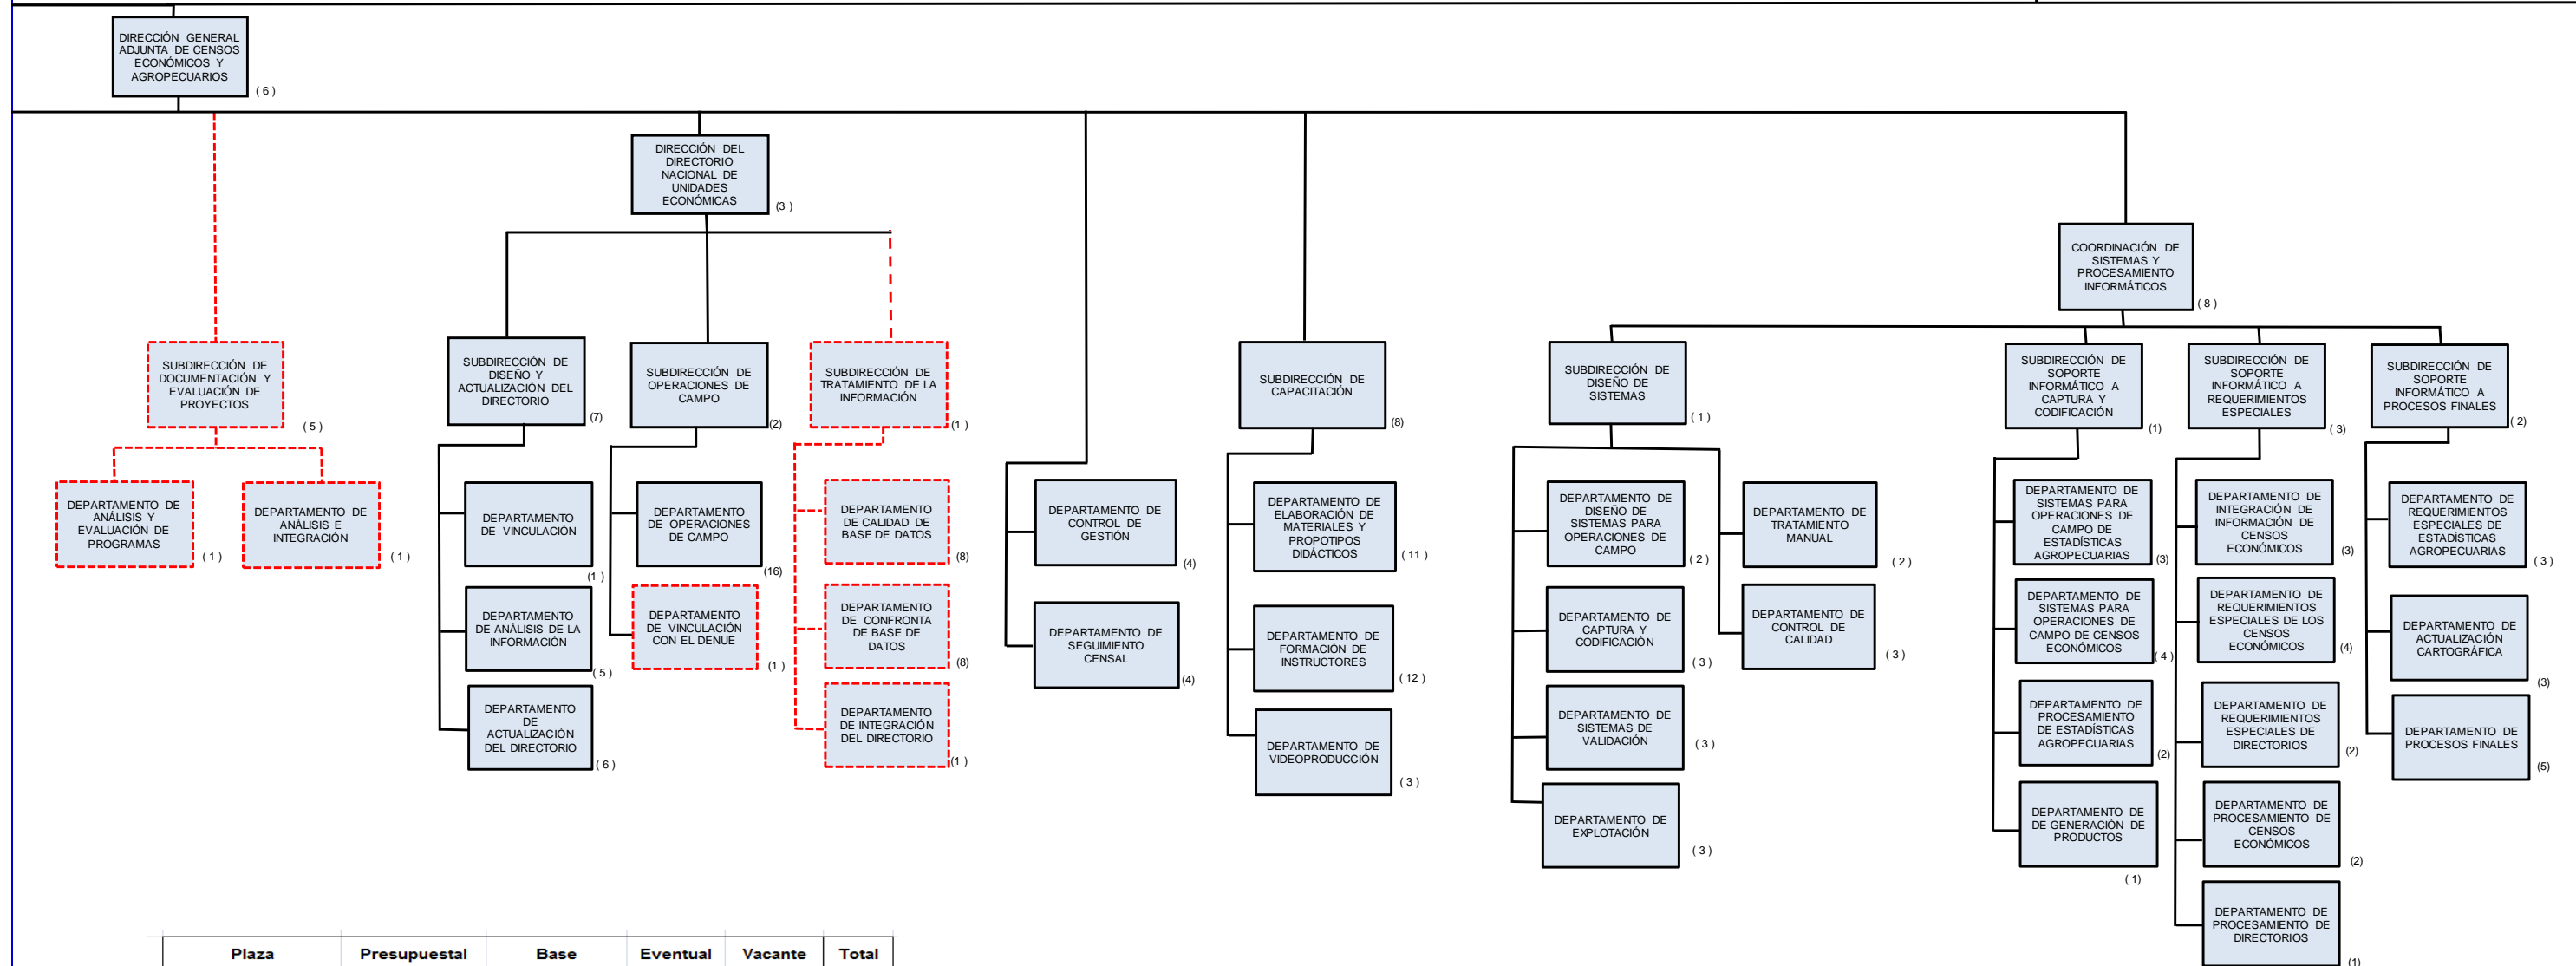 DIRECCIÓN GENERAL
ADJUNTA DE CENSOS
ECONÓMICOS Y
AGROPECUARIOS
( 6 )
DIRECCIÓN DEL
DIRECTORIO
NACIONAL DE
UNIDADES
ECONÓMICAS
(3 )
COORDINACIÓN DE
SISTEMAS Y
PROCESAMIENTO
INFORMÁTICOS
( 8 )
SUBDIRECCIÓN DE
DOCUMENTACIÓN Y
EVALUACIÓN DE
PROYECTOS
( 5 )
DEPARTAMENTO DE
ANÁLISIS Y
EVALUACIÓN DE
PROGRAMAS
( 1 )
DEPARTAMENTO DE
ANÁLISIS E
INTEGRACIÓN
( 1 )
SUBDIRECCIÓN DE
DISEÑO Y
ACTUALIZACIÓN DEL
DIRECTORIO
(7)
DEPARTAMENTO
DE VINCULACIÓN
(1 )
DEPARTAMENTO
DE ANÁLISIS DE LA
INFORMACIÓN
( 5 )
DEPARTAMENTO
DE
ACTUALIZACIÓN
DEL DIRECTORIO
( 6 )
SUBDIRECCIÓN DE
OPERACIONES DE
CAMPO
(2)
DEPARTAMENTO
DE OPERACIONES
DE CAMPO
(16)
DEPARTAMENTO
DE VINCULACIÓN
CON EL DENUE
(1 )
SUBDIRECCIÓN DE
TRATAMIENTO DE LA
INFORMACIÓN
(1 )
DEPARTAMENTO
DE CALIDAD DE
BASE DE DATOS
(8)
DEPARTAMENTO
DE CONFRONTA
DE BASE DE
DATOS
(8)
DEPARTAMENTO
DE INTEGRACIÓN
DEL DIRECTORIO
(1 )
DEPARTAMENTO DE
CONTROL DE
GESTIÓN
(4)
DEPARTAMENTO DE
SEGUIMIENTO
CENSAL
(4)
SUBDIRECCIÓN DE
CAPACITACIÓN
(8)
DEPARTAMENTO DE
ELABORACIÓN DE
MATERIALES Y
PROPOTIPOS
DIDÁCTICOS
( 11 )
DEPARTAMENTO DE
FORMACIÓN DE
INSTRUCTORES
( 12 )
DEPARTAMENTO DE
VIDEOPRODUCCIÓN
( 3 )
SUBDIRECCIÓN DE
DISEÑO DE
SISTEMAS
( 1 )
DEPARTAMENTO DE
DISEÑO DE
SISTEMAS PARA
OPERACIONES DE
CAMPO
( 2 )
DEPARTAMENTO DE
CAPTURA Y
CODIFICACIÓN
( 3 )
DEPARTAMENTO DE
SISTEMAS DE
VALIDACIÓN
( 3 )
DEPARTAMENTO DE
EXPLOTACIÓN
( 3 )
DEPARTAMENTO DE
TRATAMIENTO
MANUAL
( 2 )
DEPARTAMENTO DE
CONTROL DE
CALIDAD
( 3 )
SUBDIRECCIÓN DE
SOPORTE
INFORMÁTICO A
CAPTURA Y
CODIFICACIÓN
(1)
DEPARTAMENTO DE
SISTEMAS PARA
OPERACIONES DE
CAMPO DE
ESTADÍSTICAS
AGROPECUARIAS
(3)
DEPARTAMENTO DE
SISTEMAS PARA
OPERACIONES DE
CAMPO DE CENSOS
ECONÓMICOS
( 4 )
DEPARTAMENTO DE
PROCESAMIENTO
DE ESTADÍSTICAS
AGROPECUARIAS
(2)
DEPARTAMENTO DE
DE GENERACIÓN DE
PRODUCTOS
( 1)
SUBDIRECCIÓN DE
SOPORTE
INFORMÁTICO A
REQUERIMIENTOS
ESPECIALES
( 3)
DEPARTAMENTO DE
INTEGRACIÓN DE
INFORMACIÓN DE
CENSOS
ECONÓMICOS
(3)
DEPARTAMENTO DE
REQUERIMIENTOS
ESPECIALES DE LOS
CENSOS
ECONÓMICOS
(4)
DEPARTAMENTO DE
REQUERIMIENTOS
ESPECIALES DE
DIRECTORIOS
(2)
DEPARTAMENTO DE
PROCESAMIENTO DE
CENSOS
ECONÓMICOS
(2)
DEPARTAMENTO DE
PROCESAMIENTO DE
DIRECTORIOS
(1)
SUBDIRECCIÓN DE
SOPORTE
INFORMÁTICO A
PROCESOS FINALES
( 2)
DEPARTAMENTO DE
REQUERIMIENTOS
ESPECIALES DE
ESTADÍSTICAS
AGROPECUARIAS
( 3 )
DEPARTAMENTO DE
ACTUALIZACIÓN
CARTOGRÁFICA
(3)
DEPARTAMENTO DE
PROCESOS FINALES
(5)
Plaza Presupuestal Base Eventual Vacante Total